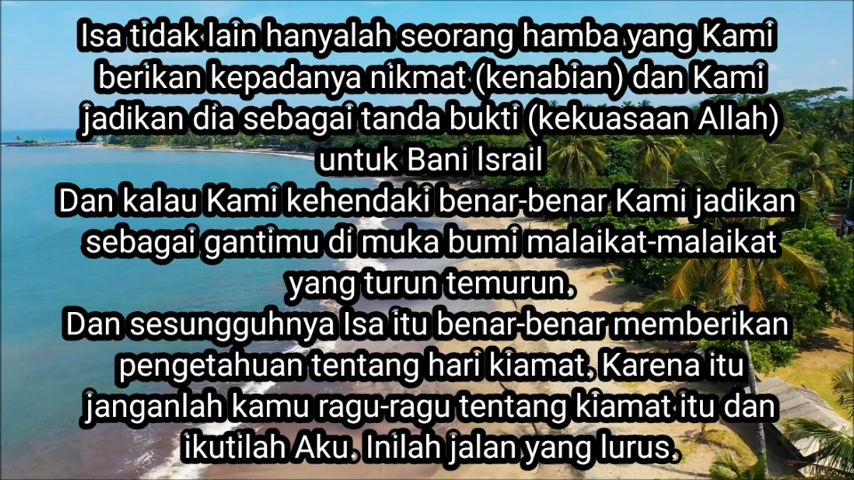 Isa tidak lain hanyalah seorang hamba yang Kami
berikan kepadanya nikmat (kenabian) dan Kami
jadikan dia sebagai tanda bukti (kekuasaan Allah)
untuk Bani Israil
Dan kalau Kami kehendaki benar-benar Kami jadikan
sebagai gantimu di muka bumi malaikat-malaikat
yang turun temurun.
Dan sesungguhnya Isa itu benar-benar memberikan
pengetahuan tentang hari kiamat. Karena itu
janganlah kamu ragu-ragu tentang kiamat itu dan
ikutilah Aku. Inilah jalan yang lurus.